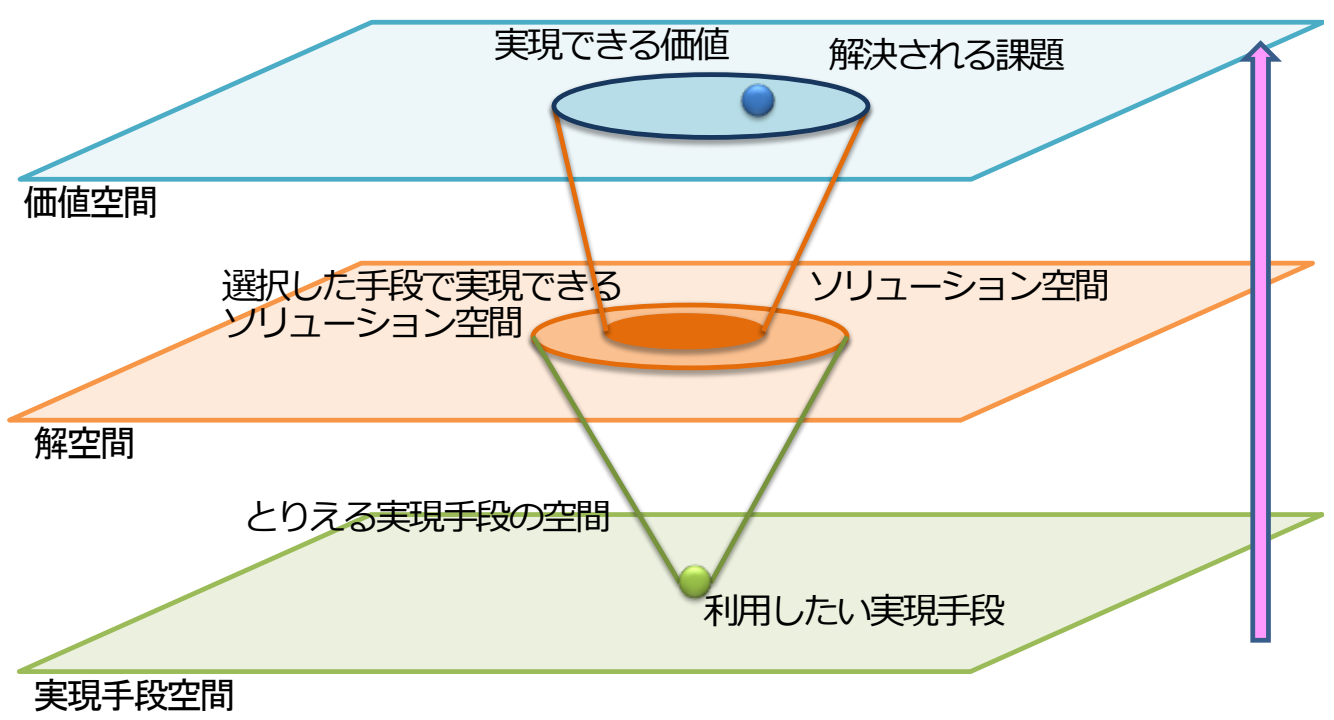 実現できる価値
解決される課題
価値空間
選択した手段で実現できる
ソリューション空間
ソリューション空間
解空間
とりえる実現手段の空間
利用したい実現手段
実現手段空間